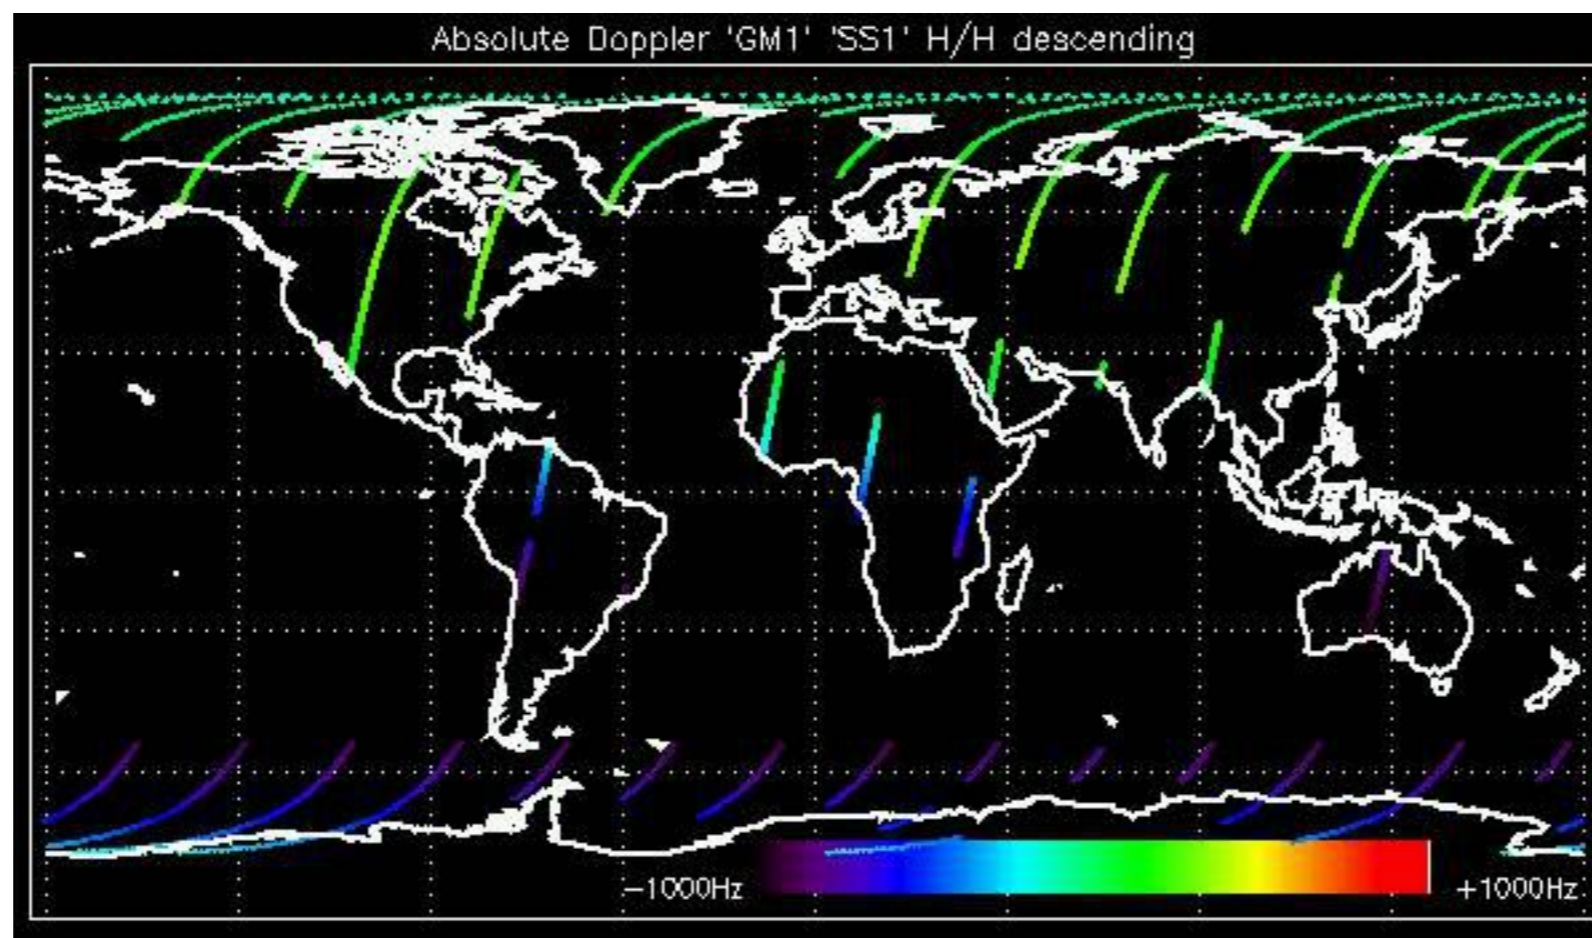 Absolute Doppler 'GM1' 'SS1' H/H descending
−1000Hz
+1000Hz